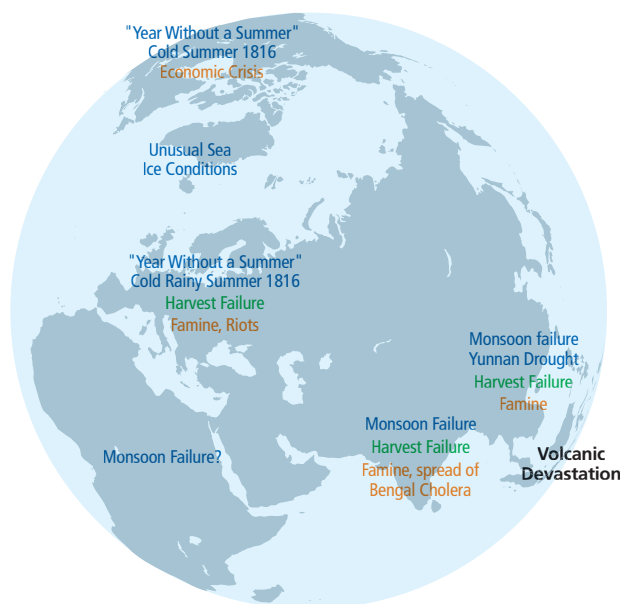 "Year Without a Summer"
Cold Summer 1816
Economic Crisis
Unusual Sea
Ice Conditions
"Year Without a Summer"
Cold Rainy Summer 1816
Harvest Failure
Famine, Riots
Monsoon failure
Yunnan Drought
Harvest Failure
Famine
Monsoon Failure
Harvest Failure
Famine, spread of
Bengal Cholera
Monsoon Failure?
Volcanic
Devastation